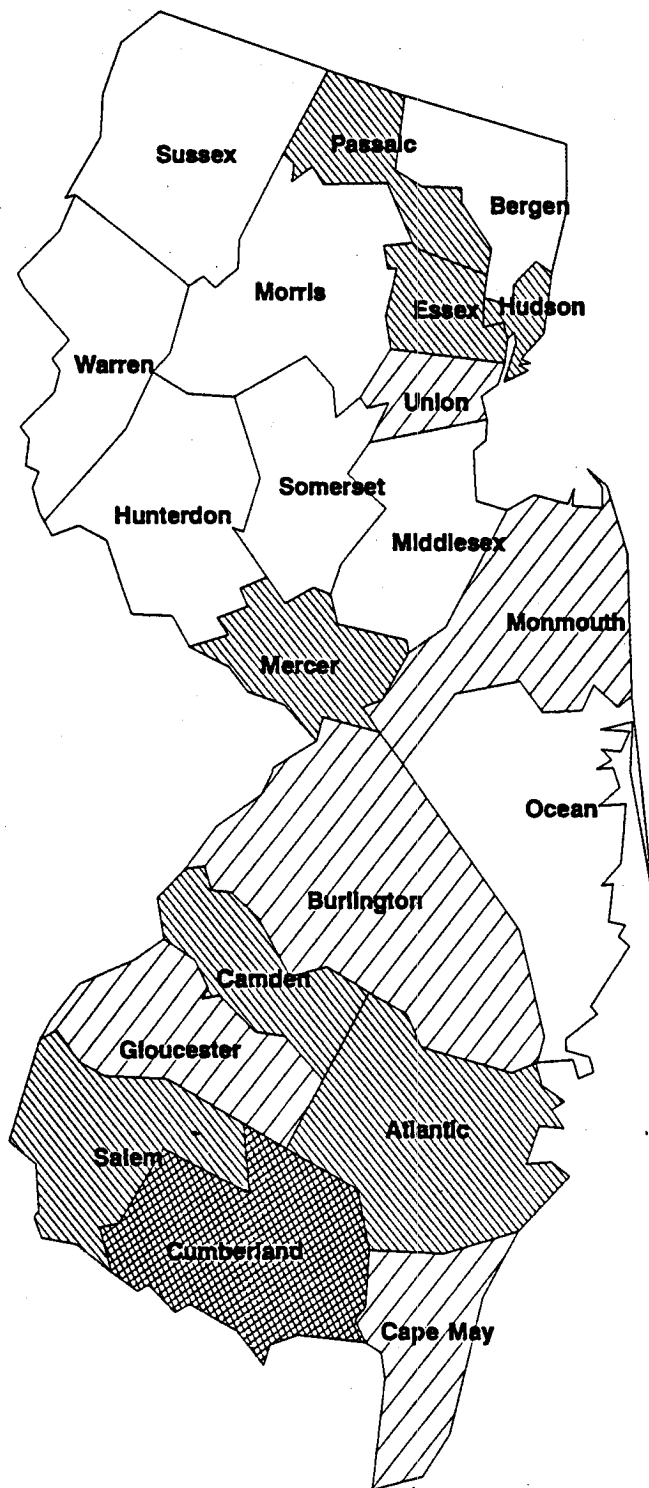 Sussex
Passaic
Bergen
Morris
Essex
Hudson
Warren
Union
Somerset
Hunterdon
Middlesex
Monmouth
Mercer
Ocean
Burlington
Camden
Gloucester
Atlantic
Salem
Cumberland
Cape May